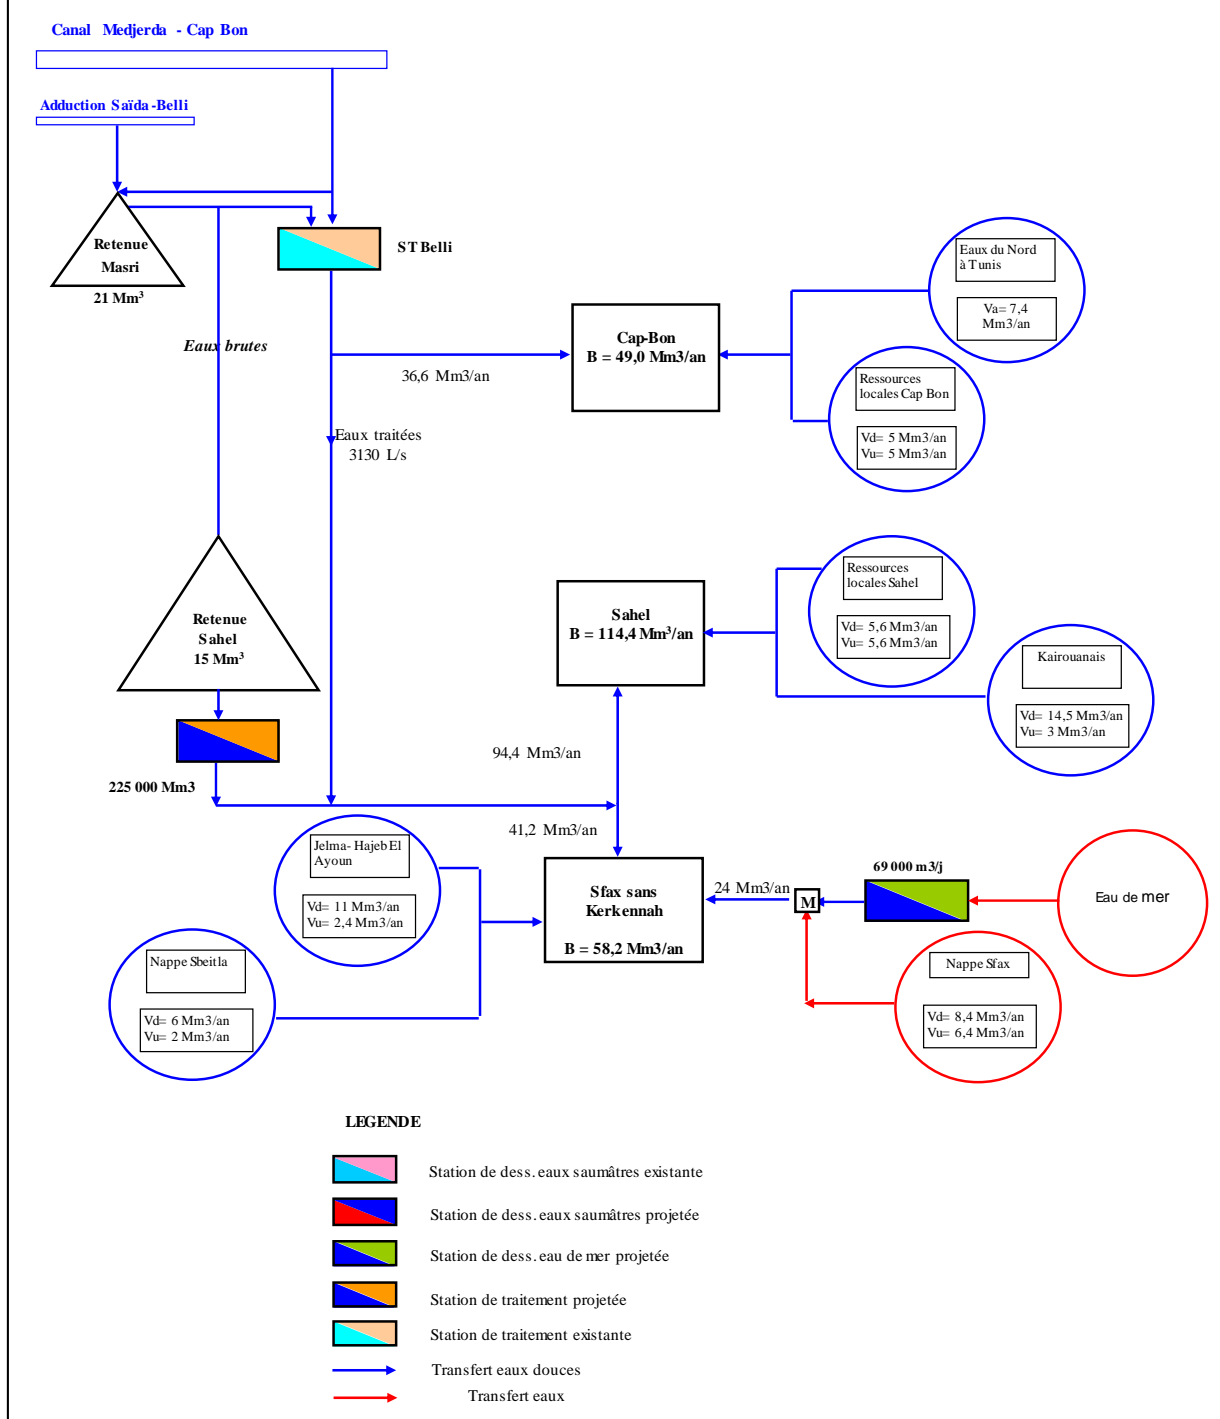 Canal Medjerda - Cap Bon
Adduction Saïda-Belli
Retenue
Masri
21 Mm³
ST Belli
Eaux brutes
36,6 Mm3/an
Eaux traitées
3130 L/s
Cap-Bon
B = 49,0 Mm3/an
Eaux du Nord
à Tunis
Va= 7,4
Mm3/an
Ressources
locales Cap Bon
Vd= 5 Mm3/an
Vu= 5 Mm3/an
Retenue
Sahel
15 Mm³
225 000 Mm3
Sahel
B = 114,4 Mm³/an
Ressources
locales Sahel
Vd= 5,6 Mm3/an
Vu= 5,6 Mm3/an
Kairouanais
Vd= 14,5 Mm3/an
Vu= 3 Mm3/an
94,4 Mm3/an
41,2 Mm3/an
Jelma- Hajeb El
Ayoun
Vd= 11 Mm3/an
Vu= 2,4 Mm3/an
Nappe Sbeitla
Vd= 6 Mm3/an
Vu= 2 Mm3/an
Sfax sans
Kerkennah
B = 58,2 Mm3/an
24 Mm3/an
M
69 000 m3/j
Eau de mer
Nappe Sfax
Vd= 8,4 Mm3/an
Vu= 6,4 Mm3/an
LEGENDE
Station de dess. eaux saumâtres existante
Station de dess. eaux saumâtres projetée
Station de dess. eau de mer projetée
Station de traitement projetée
Station de traitement existante
Transfert eaux douces
Transfert eaux